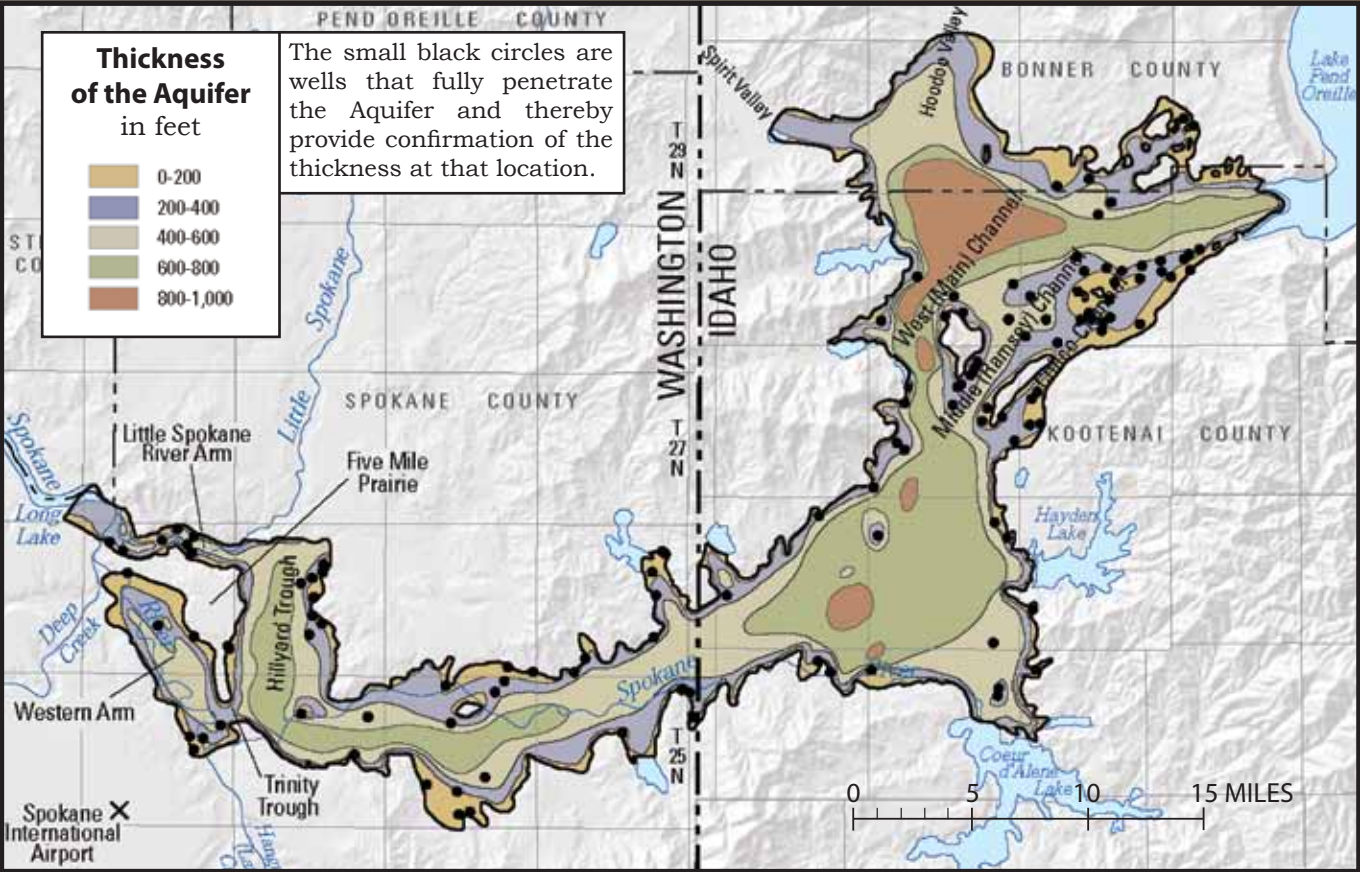 PEND OREILLE COUNTY
Thickness
of the Aquifer
in feet
0-200
200-400
400-600
600-800
800-1,000
The small black circles are
wells that fully penetrate
the Aquifer and thereby
provide confirmation of the
thickness at that location.
Spirit Valley
Hoodoo Valley
BONNER COUNTY
Lake
Pend
Oreille
T
29
N
WASHINGTON
IDAHO
ST
CO
Little Spokane
West (Main) Channel
Middle (Ramsey) Channel
SPOKANE COUNTY
T
27
N
KOOTENAI COUNTY
Spokane
Little Spokane
River Arm
Five Mile
Prairie
Long
Lake
Hayden
Lake
Deep
Creek
Hillyard Trough
Spokane
River
Western Arm
T
25
N
Trinity
Trough
Coeur
d'Alene
Lake
0 5 10 15 MILES
Spokane
International
Airport